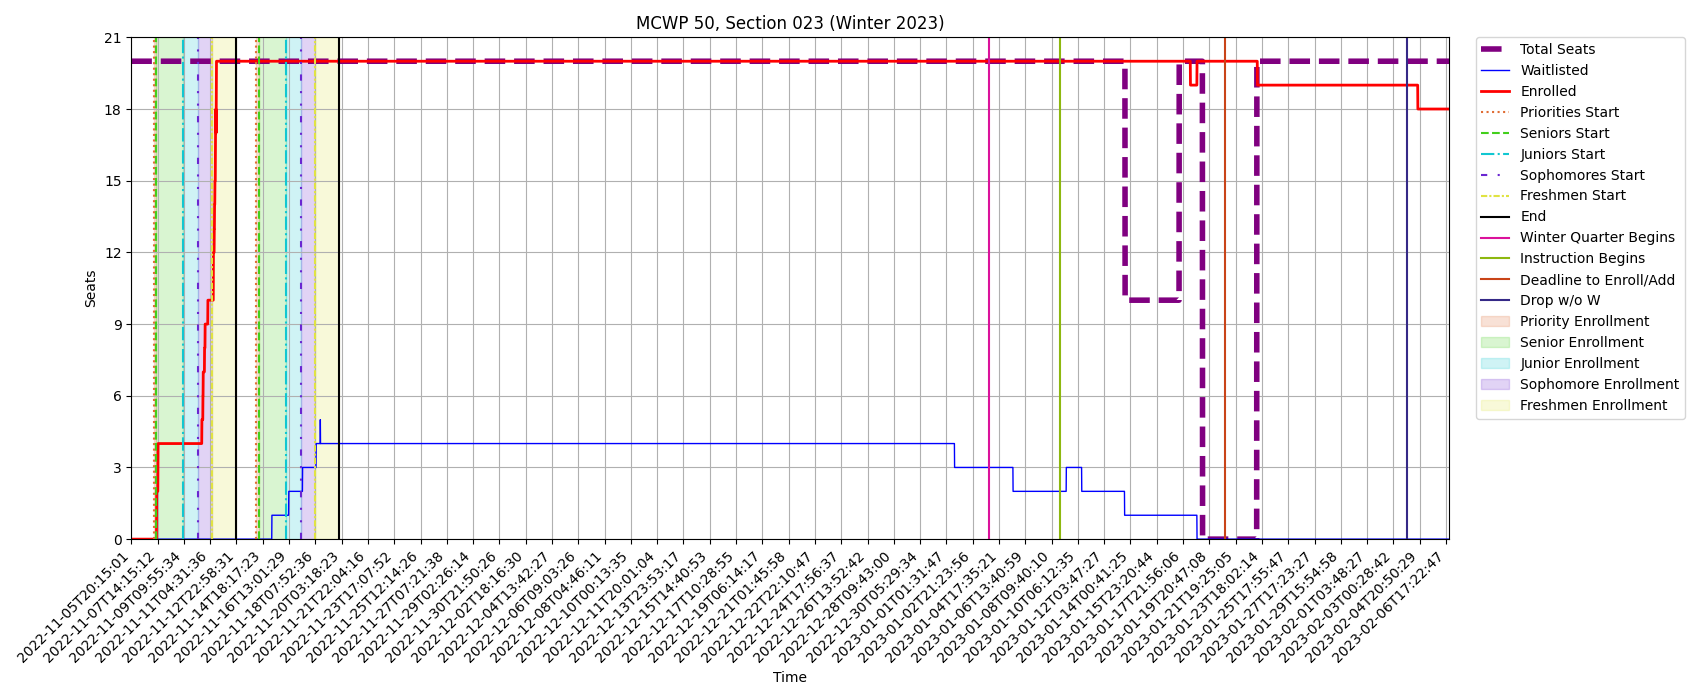 MCWP 50, Section 023 (Winter 2023)
21
18
15
12
9
6
3
0
Seats
2022-11-05T20:15:01
2022-11-07T14:15:12
2022-11-09T09:55:34
2022-11-11T04:31:36
2022-11-12T22:58:31
2022-11-14T18:17:23
2022-11-16T13:01:29
2022-11-18T07:52:36
2022-11-20T03:18:23
2022-11-21T22:04:16
2022-11-23T17:07:52
2022-11-25T12:14:26
2022-11-27T07:21:38
2022-11-29T02:26:14
2022-11-30T21:50:26
2022-12-02T18:16:30
2022-12-04T13:42:27
2022-12-06T09:03:26
2022-12-08T04:46:11
2022-12-10T00:13:35
2022-12-11T20:01:04
2022-12-13T23:53:17
2022-12-15T14:40:53
2022-12-17T10:28:55
2022-12-19T06:14:17
2022-12-21T01:45:58
2022-12-22T22:10:47
2022-12-24T17:56:37
2022-12-26T13:52:42
2022-12-28T09:43:00
2022-12-30T05:29:34
2023-01-01T01:31:47
2023-01-02T21:23:56
2023-01-04T17:35:21
2023-01-06T13:40:59
2023-01-08T09:40:10
2023-01-10T06:12:35
2023-01-12T03:47:27
2023-01-14T00:41:25
2023-01-15T23:20:44
2023-01-17T21:56:06
2023-01-19T20:47:08
2023-01-21T19:25:05
2023-01-23T18:02:14
2023-01-25T17:55:47
2023-01-27T17:23:27
2023-01-29T15:54:58
2023-02-01T03:48:27
2023-02-03T00:28:42
2023-02-04T20:50:29
2023-02-06T17:22:47
Time
Total Seats
Waitlisted
Enrolled
Priorities Start
Seniors Start
Juniors Start
Sophomores Start
Freshmen Start
End
Winter Quarter Begins
Instruction Begins
Deadline to Enroll/Add
Drop w/o W
Priority Enrollment
Senior Enrollment
Junior Enrollment
Sophomore Enrollment
Freshmen Enrollment